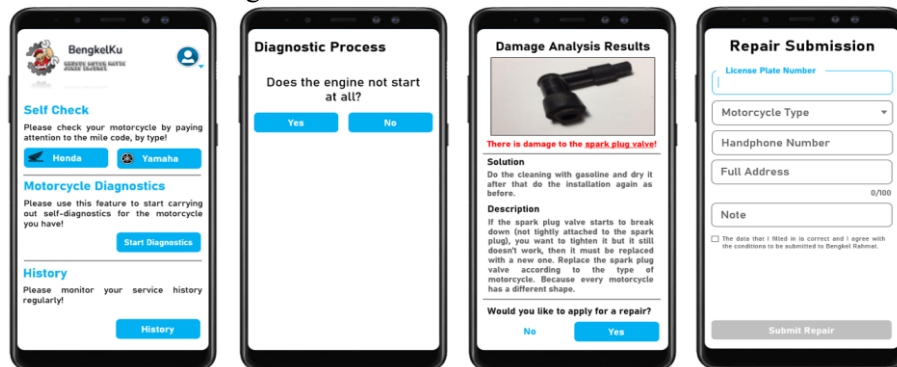 BengkelKu
SERVIS MOTOR MATIC
JENIS INJEKSI
Self Check
Please check your motorcycle by paying
attention to the mile code, by type!
Honda
Yamaha
Motorcycle Diagnostics
Please use this feature to start carrying
out self-diagnostics for the motorcycle
you have!
Start Diagnostics
History
Please monitor your service history
regularly!
History
Diagnostic Process
Does the engine not start
at all?
Yes
No
Damage Analysis Results
There is damage to the spark plug valve!
Solution
Do the cleaning with gasoline and dry it
after that do the installation again as
before.
Description
If the spark plug valve starts to break
down (not tightly attached to the spark
plug), you want to tighten it but it still
doesn't work, then it must be replaced
with a new one. Replace the spark plug
valve according to the type of
motorcycle. Because every motorcycle
has a different shape.
Would you like to apply for a repair?
No
Yes
Repair Submission
License Plate Number
Motorcycle Type
Handphone Number
Full Address
0/100
Note
The data that I filled in is correct and I agree with
the conditions to be submitted to Bengkel Rahmat.
Submit Repair